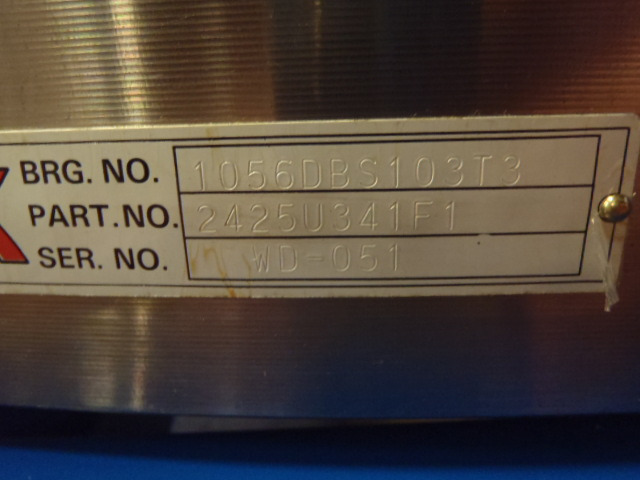 BRG. NO. 1056DBS103T3
PART.NO. 2425U341F1
SER. NO. WD-051